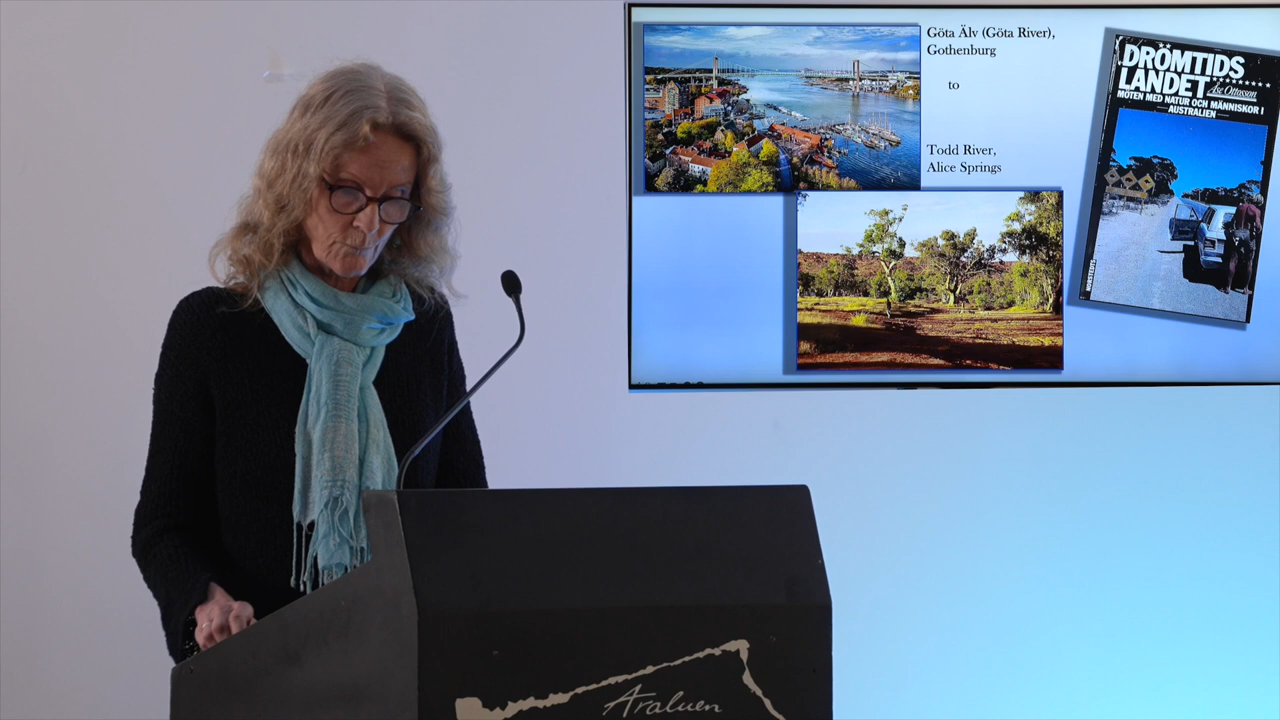 Göta Älv (Göta River),
Gothenburg
to
Todd River,
Alice Springs
DRÖMTIDS
LANDET
Åse Ottosson
MÖTEN MED NATUR OCH MÄNNISKOR I
AUSTRALIEN
NORSTEDTS
Araluen